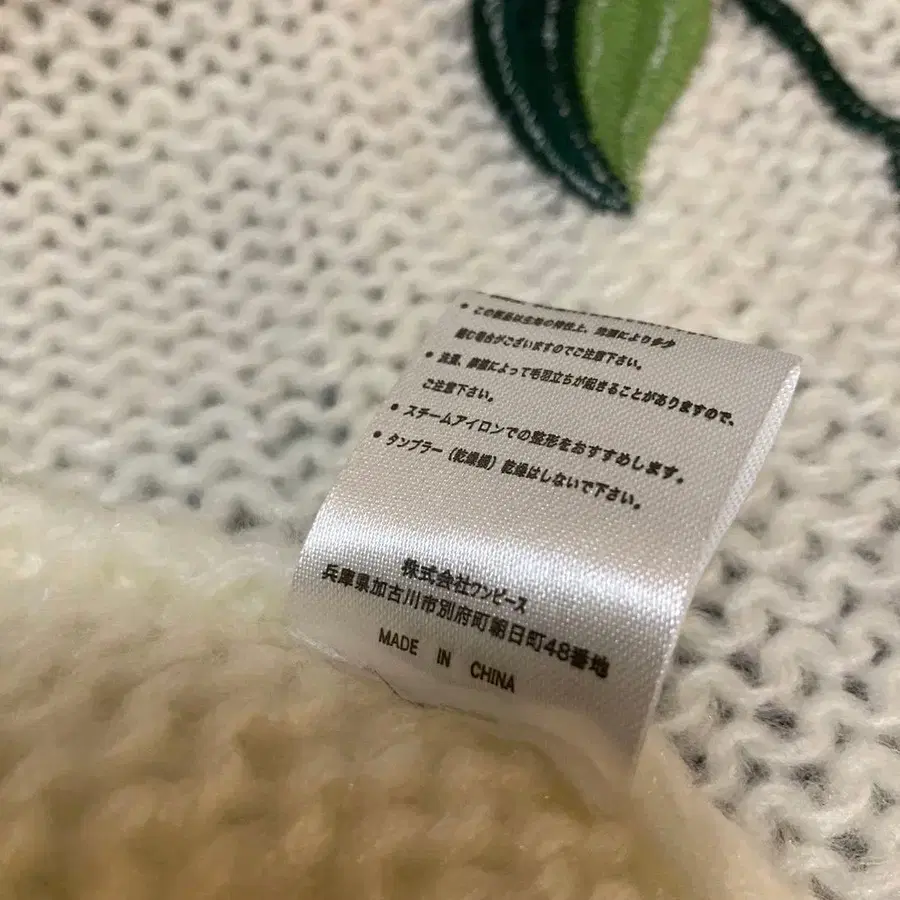 • この製品は生地の特性上、洗濯により多少
縮む場合がございますのでご注意下さい。
• 洗濯、摩擦によって毛羽立ちが起きることがありますので、
ご注意下さい。
• スチームアイロンでの整形をおすすめします。
• タンブラー（乾燥機）乾燥はしないで下さい。
株式会社ワンピース
兵庫県加古川市別府町朝日町48番地
MADE IN CHINA